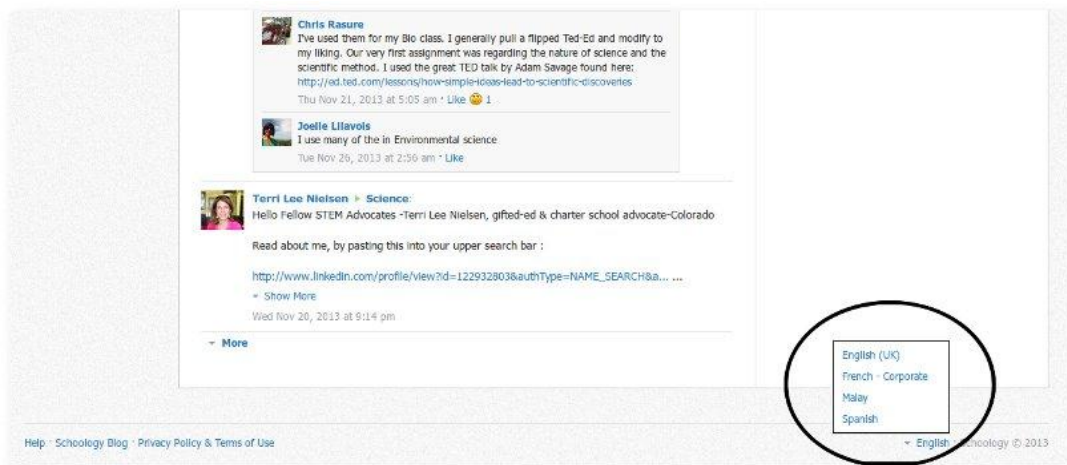 Chris Rasure
I've used them for my Bio class. I generally pull a flipped Ted-Ed and modify to
my liking. Our very first assignment was regarding the nature of science and the
scientific method. I used the great TED talk by Adam Savage found here:
http://ed.ted.com/lessons/how-simple-ideas-lead-to-scientific-discoveries
Thu Nov 21, 2013 at 5:05 am · Like 1
Joelle Lilavois
I use many of the in Environmental science
Tue Nov 26, 2013 at 2:56 am · Like
Terri Lee Nielsen Science:
Hello Fellow STEM Advocates -Terri Lee Nielsen, gifted-ed & charter school advocate-Colorado
Read about me, by pasting this into your upper search bar :
http://www.linkedin.com/profile/view?id=122932803&authType=NAME_SEARCH&a... ...
Show More
Wed Nov 20, 2013 at 9:14 pm
More
English (UK)
French - Corporate
Malay
Spanish
Help · Schoology Blog · Privacy Policy & Terms of Use
English · Schoology © 2013